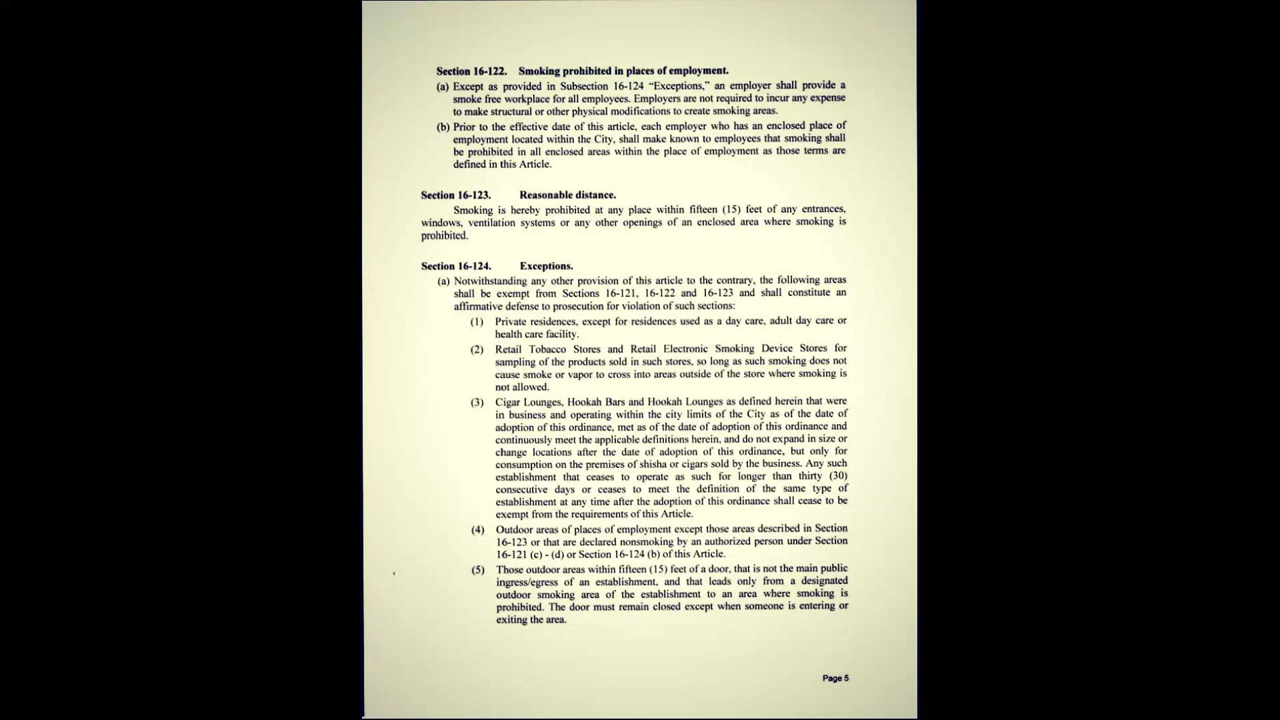 Section 16-122. Smoking prohibited in places of employment.
(a) Except as provided in Subsection 16-124 “Exceptions,” an employer shall provide a
smoke free workplace for all employees. Employers are not required to incur any expense
to make structural or other physical modifications to create smoking areas.
(b) Prior to the effective date of this article, each employer who has an enclosed place of
employment located within the City, shall make known to employees that smoking shall
be prohibited in all enclosed areas within the place of employment as those terms are
defined in this Article.
Section 16-123. Reasonable distance.
Smoking is hereby prohibited at any place within fifteen (15) feet of any entrances,
windows, ventilation systems or any other openings of an enclosed area where smoking is
prohibited.
Section 16-124. Exceptions.
(a) Notwithstanding any other provision of this article to the contrary, the following areas
shall be exempt from Sections 16-121, 16-122 and 16-123 and shall constitute an
affirmative defense to prosecution for violation of such sections:
(1) Private residences, except for residences used as a day care, adult day care or
health care facility.
(2) Retail Tobacco Stores and Retail Electronic Smoking Device Stores for
sampling of the products sold in such stores, so long as such smoking does not
cause smoke or vapor to cross into areas outside of the store where smoking is
not allowed.
(3) Cigar Lounges, Hookah Bars and Hookah Lounges as defined herein that were
in business and operating within the city limits of the City as of the date of
adoption of this ordinance, met as of the date of adoption of this ordinance and
continuously meet the applicable definitions herein, and do not expand in size or
change locations after the date of adoption of this ordinance, but only for
consumption on the premises of shisha or cigars sold by the business. Any such
establishment that ceases to operate as such for longer than thirty (30)
consecutive days or ceases to meet the definition of the same type of
establishment at any time after the adoption of this ordinance shall cease to be
exempt from the requirements of this Article.
(4) Outdoor areas of places of employment except those areas described in Section
16-123 or that are declared nonsmoking by an authorized person under Section
16-121 (c) - (d) or Section 16-124 (b) of this Article.
(5) Those outdoor areas within fifteen (15) feet of a door, that is not the main public
ingress/egress of an establishment, and that leads only from a designated
outdoor smoking area of the establishment to an area where smoking is
prohibited. The door must remain closed except when someone is entering or
exiting the area.
Page 5